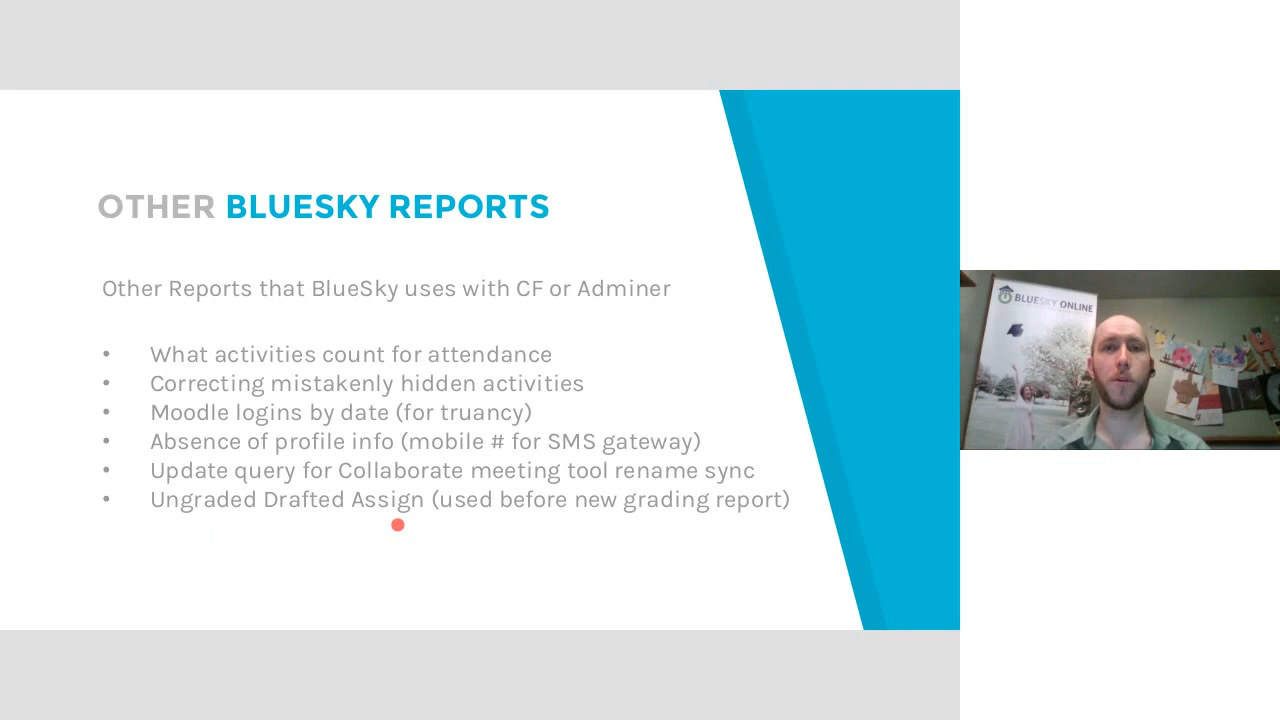 OTHER BLUESKY REPORTS
Other Reports that BlueSky uses with CF or Adminer
• What activities count for attendance
• Correcting mistakenly hidden activities
• Moodle logins by date (for truancy)
• Absence of profile info (mobile # for SMS gateway)
• Update query for Collaborate meeting tool rename sync
• Ungraded Drafted Assign (used before new grading report)
BLUESKY ONLINE